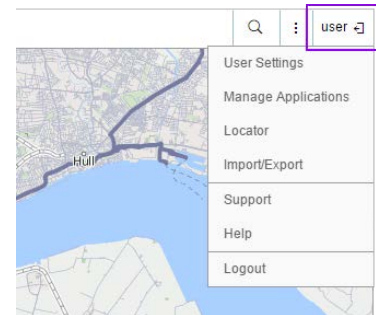 user
User Settings
Manage Applications
Locator
Import/Export
Hull
Support
Help
Logout